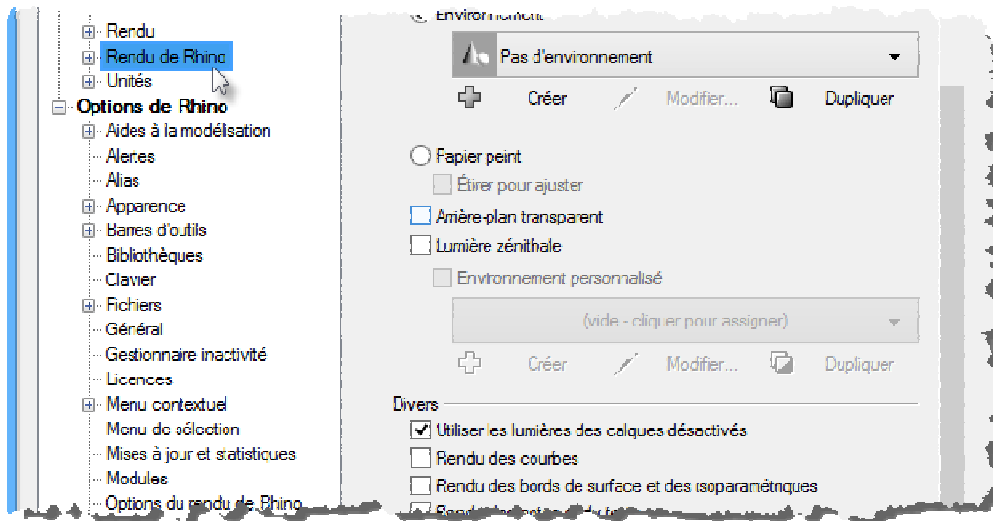 Rendu
Rendu de Rhino
Unités
Options de Rhino
Aides à la modélisation
Alertes
Alias
Apparence
Barres d'outils
Bibliothèques
Clavier
Fichiers
Général
Gestionnaire inactivité
Licences
Menu contextuel
Menu de sélection
Mises à jour et statistiques
Modules
Options du rendu de Rhino
Environnement
Pas d'environnement
Créer Modifier... Dupliquer
Papier peint
Étirer pour ajuster
Arrière-plan transparent
Lumière zénithale
Environnement personnalisé
(vide - cliquer pour assigner)
Créer Modifier... Dupliquer
Divers
Utiliser les lumières des calques désactivés
Rendu des courbes
Rendu des bords de surface et des isoparamétriques